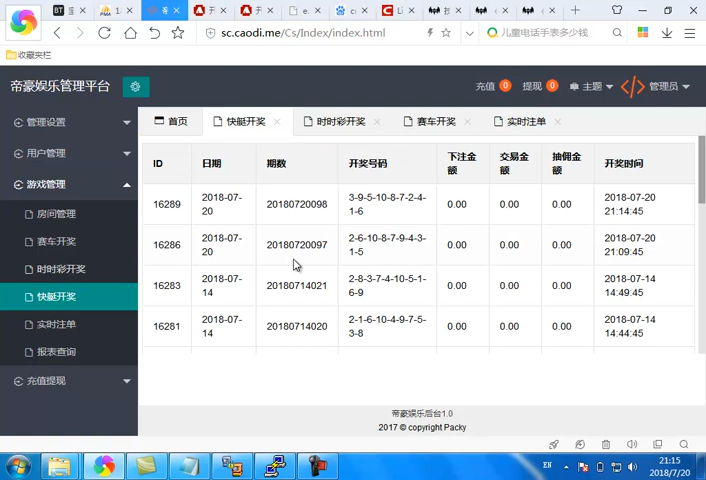 BT
sc.caodi.me/Cs/Index/index.html
儿童电话手表多少钱
收藏夹栏
帝豪娱乐管理平台
充值 0 提现 0 主题 管理员
首页 快艇开奖 时时彩开奖 赛车开奖 实时注单
管理设置
用户管理
游戏管理
房间管理
赛车开奖
时时彩开奖
快艇开奖
实时注单
报表查询
充值提现
ID 日期 期数 开奖号码 下注金额 交易金额 抽佣金额 开奖时间
16289 2018-07-20 20180720098 3-9-5-10-8-7-2-4-1-6 0.00 0.00 0.00 2018-07-20 21:14:45
16286 2018-07-20 20180720097 2-6-10-8-7-9-4-3-1-5 0.00 0.00 0.00 2018-07-20 21:09:45
16283 2018-07-14 20180714021 2-8-3-7-4-10-5-1-6-9 0.00 0.00 0.00 2018-07-14 14:49:45
16281 2018-07-14 20180714020 2-1-6-10-4-9-7-5-3-8 0.00 0.00 0.00 2018-07-14 14:44:45
帝豪娱乐后台1.0
2017 © copyright Packy
EN
21:15
2018/7/20